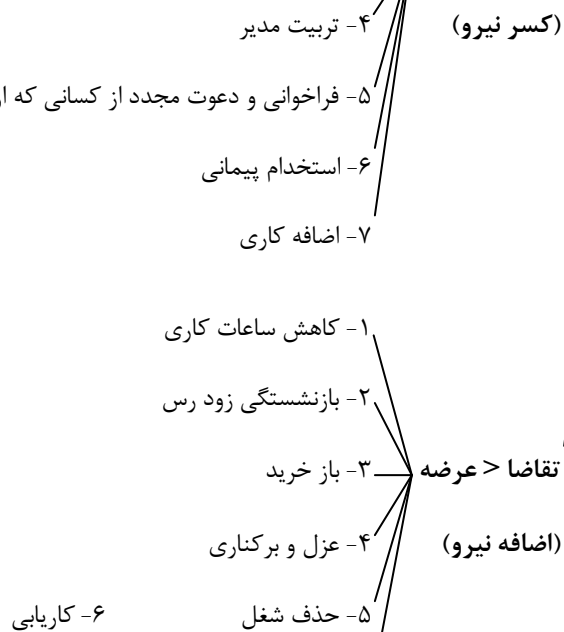 (کسر نیرو) ۴- تربیت مدیر
۵- فراخوانی و دعوت مجدد از کسانی که
۶- استخدام پیمانی
۷- اضافه کاری
۱- کاهش ساعات کاری
۲- بازنشستگی زود رس
تقاضا < عرضه ۳- باز خرید
(اضافه نیرو) ۴- عزل و برکناری
۵- حذف شغل ۶- کاریابی